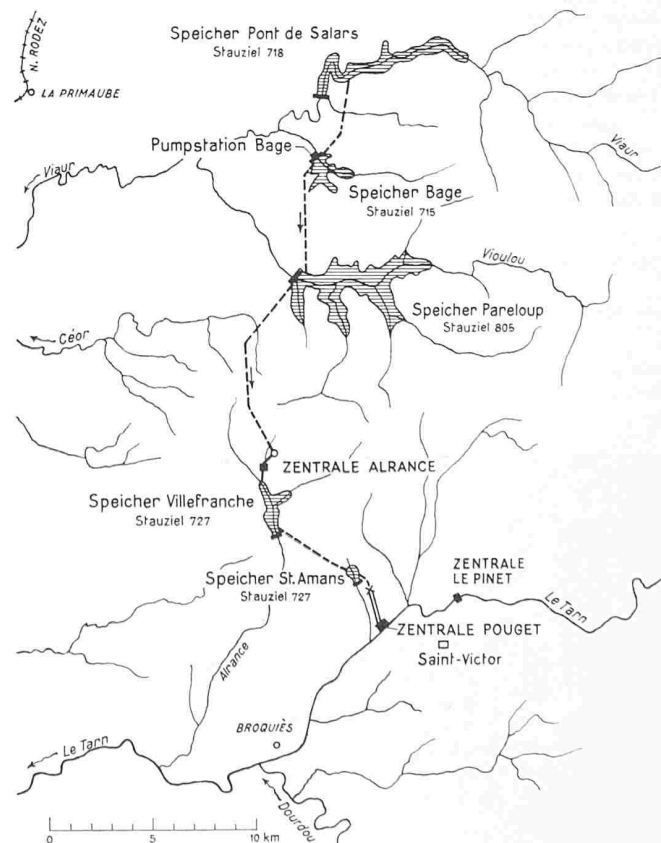 Speicher Pont de Salars
Stauziel 718
N. RODEZ
LA PRIMAUBE
Pumpstation Bage
Viaur
Viaur
Speicher Bage
Stauziel 715
Vioulou
Speicher Pareloup
Stauziel 805
Céor
ZENTRALE ALRANCE
Speicher Villefranche
Stauziel 727
Speicher St. Amans
Stauziel 727
ZENTRALE
LE PINET
Le Tarn
ZENTRALE POUGET
Saint-Victor
Alrance
BROQUIÈS
Le Tarn
Dourdou
0 5 10 km